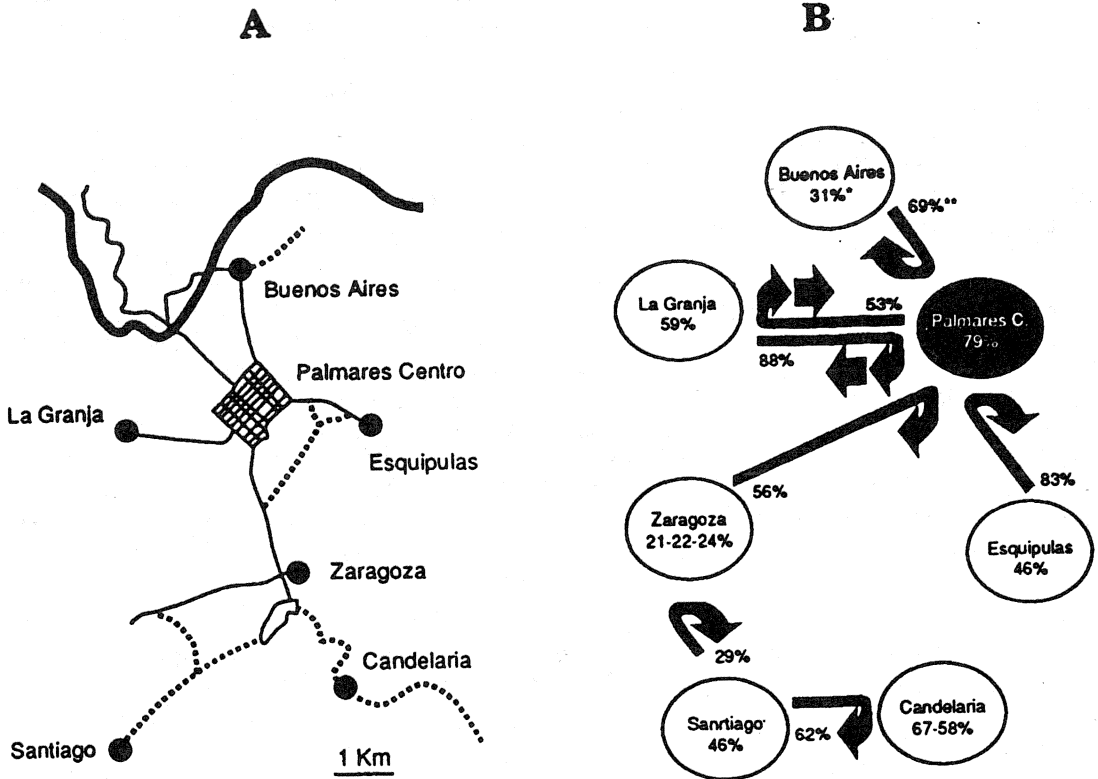 A
Buenos Aires
Palmares Centro
La Granja
Esquipulas
Zaragoza
Candelaria
Santiago
1 Km
B
Buenos Aires
31%*
69%**
La Granja
59%
53%
88%
Palmares C.
79%
56%
83%
Zaragoza
21-22-24%
Esquipulas
46%
29%
Santiago
46%
62%
Candelaria
67-58%